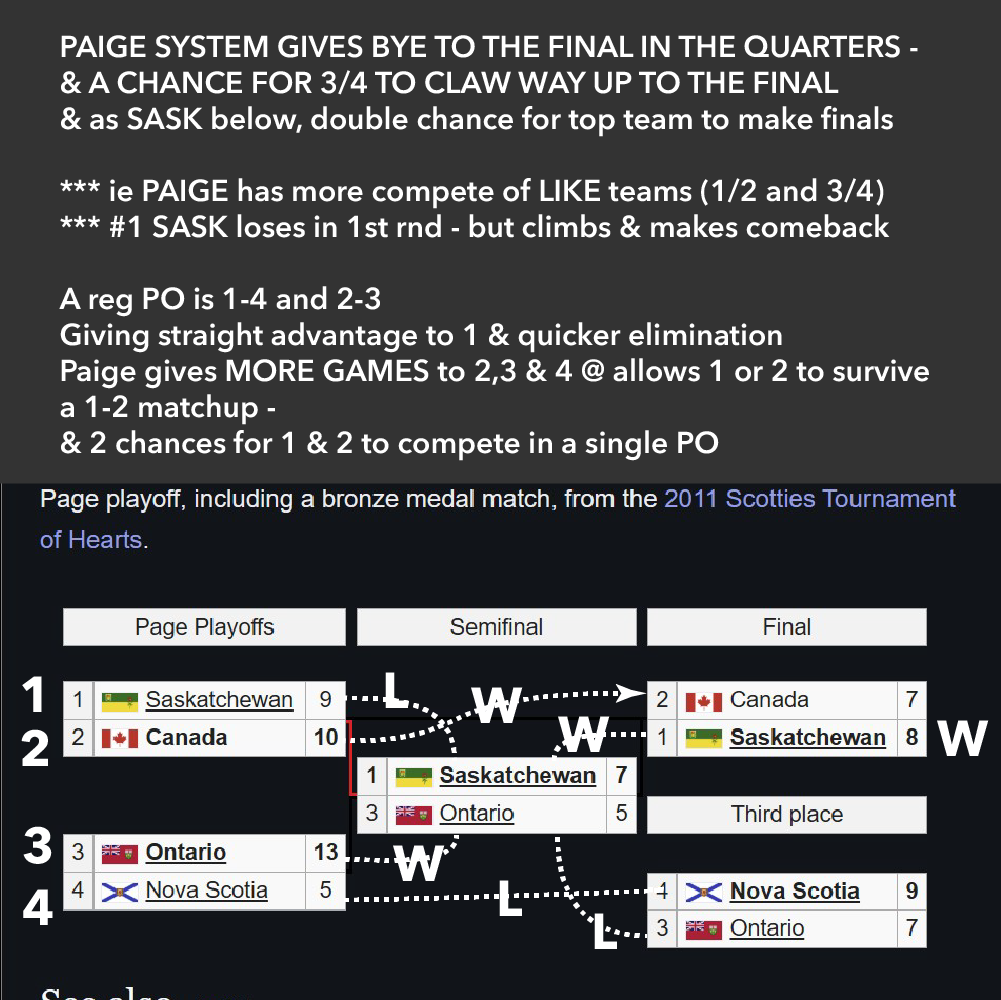 PAIGE SYSTEM GIVES BYE TO THE FINAL IN THE QUARTERS -
& A CHANCE FOR 3/4 TO CLAW WAY UP TO THE FINAL
& as SASK below, double chance for top team to make finals
*** ie PAIGE has more compete of LIKE teams (1/2 and 3/4)
*** #1 SASK loses in 1st rnd - but climbs & makes comeback
A reg PO is 1-4 and 2-3
Giving straight advantage to 1 & quicker elimination
Paige gives MORE GAMES to 2,3 & 4 @ allows 1 or 2 to survive
a 1-2 matchup -
& 2 chances for 1 & 2 to compete in a single PO
Page playoff, including a bronze medal match, from the 2011 Scotties Tournament
of Hearts.
Page Playoffs Semifinal Final
1 1 Saskatchewan 9 L W 2 Canada 7
2 2 Canada 10 W 1 Saskatchewan 8 W
1 Saskatchewan 7
3 Ontario 5 Third place
3 3 Ontario 13 W
4 4 Nova Scotia 5 L 4 Nova Scotia 9
L 3 Ontario 7
See also